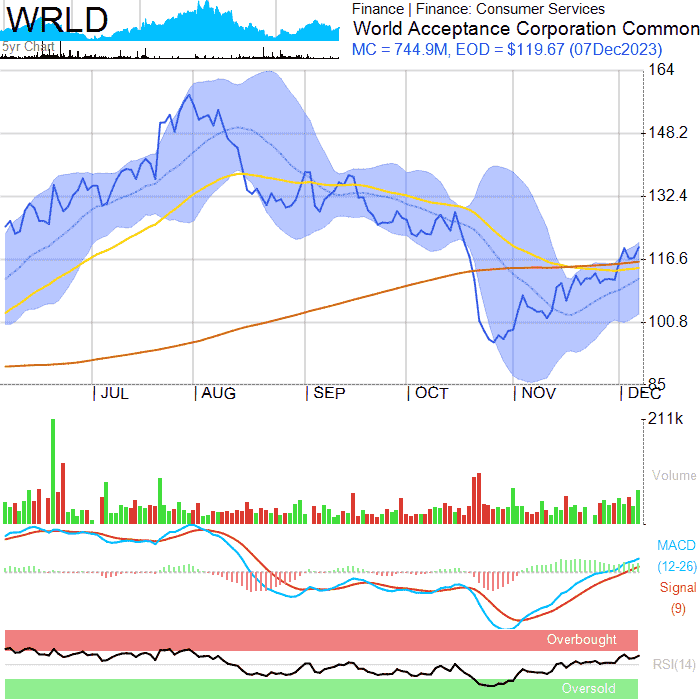 WRLD
5yr Chart
Finance | Finance: Consumer Services
World Acceptance Corporation Common
MC = 744.9M, EOD = $119.67 (07Dec2023)
164
148.2
132.4
116.6
100.8
85
| JUL | AUG | SEP | OCT | NOV | DEC
211k
Volume
MACD
(12-26)
Signal
(9)
Overbought
RSI(14)
Oversold